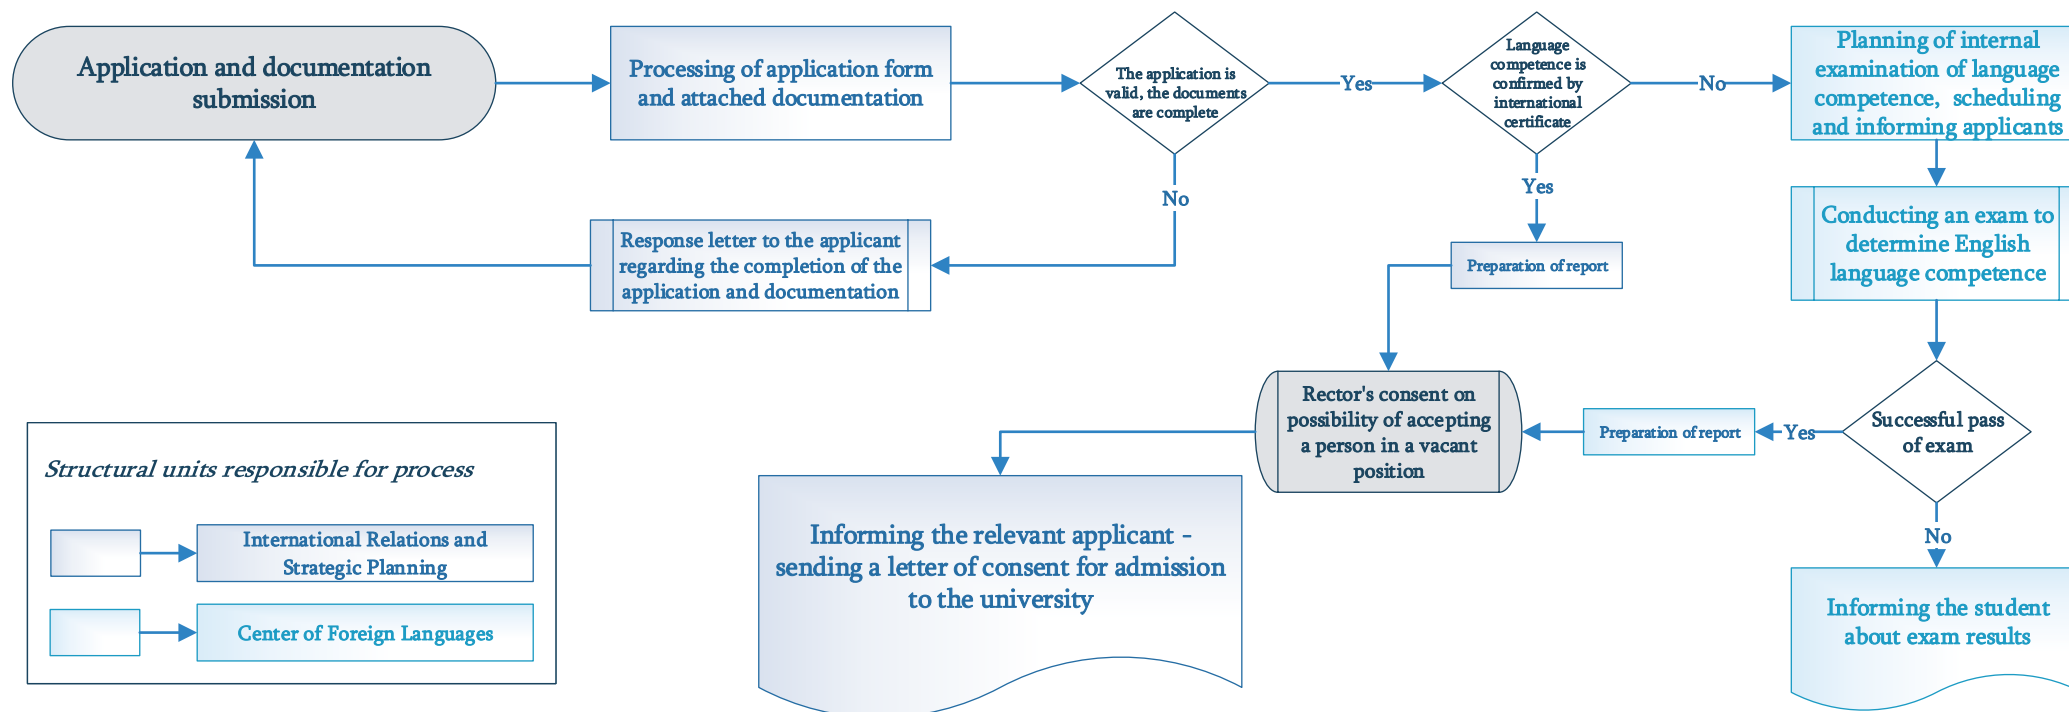 Application and documentation
submission
Processing of application form
and attached documentation
The application is
valid, the documents
are complete
Yes
Language
competence is
confirmed by
international
certificate
No
Planning of internal
examination of language
competence, scheduling
and informing applicants
No
Yes
Response letter to the applicant
regarding the completion of the
application and documentation
Preparation of report
Conducting an exam to
determine English
language competence
Rector's consent on
possibility of accepting
a person in a vacant
position
Preparation of report
Yes
Successful pass
of exam
No
Informing the relevant applicant -
sending a letter of consent for admission
to the university
Informing the student
about exam results
Structural units responsible for process
International Relations and
Strategic Planning
Center of Foreign Languages